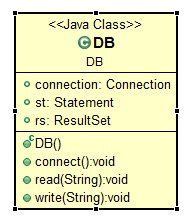 <<Java Class>>
DB
DB
connection: Connection
st: Statement
rs: ResultSet
DB()
connect():void
read(String):void
write(String):void